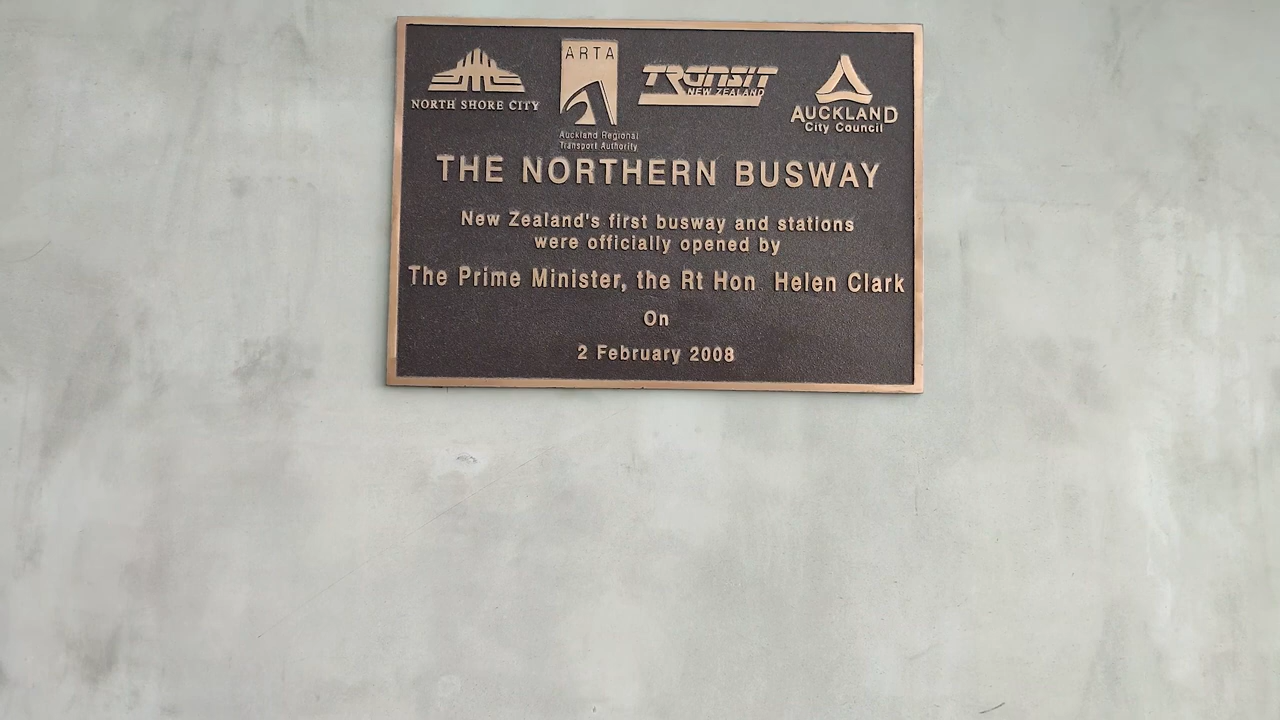 NORTH SHORE CITY
ARTA
Auckland Regional
Transport Authority
TRANSIT
NEW ZEALAND
AUCKLAND
City Council
THE NORTHERN BUSWAY
New Zealand's first busway and stations
were officially opened by
The Prime Minister, the Rt Hon Helen Clark
On
2 February 2008